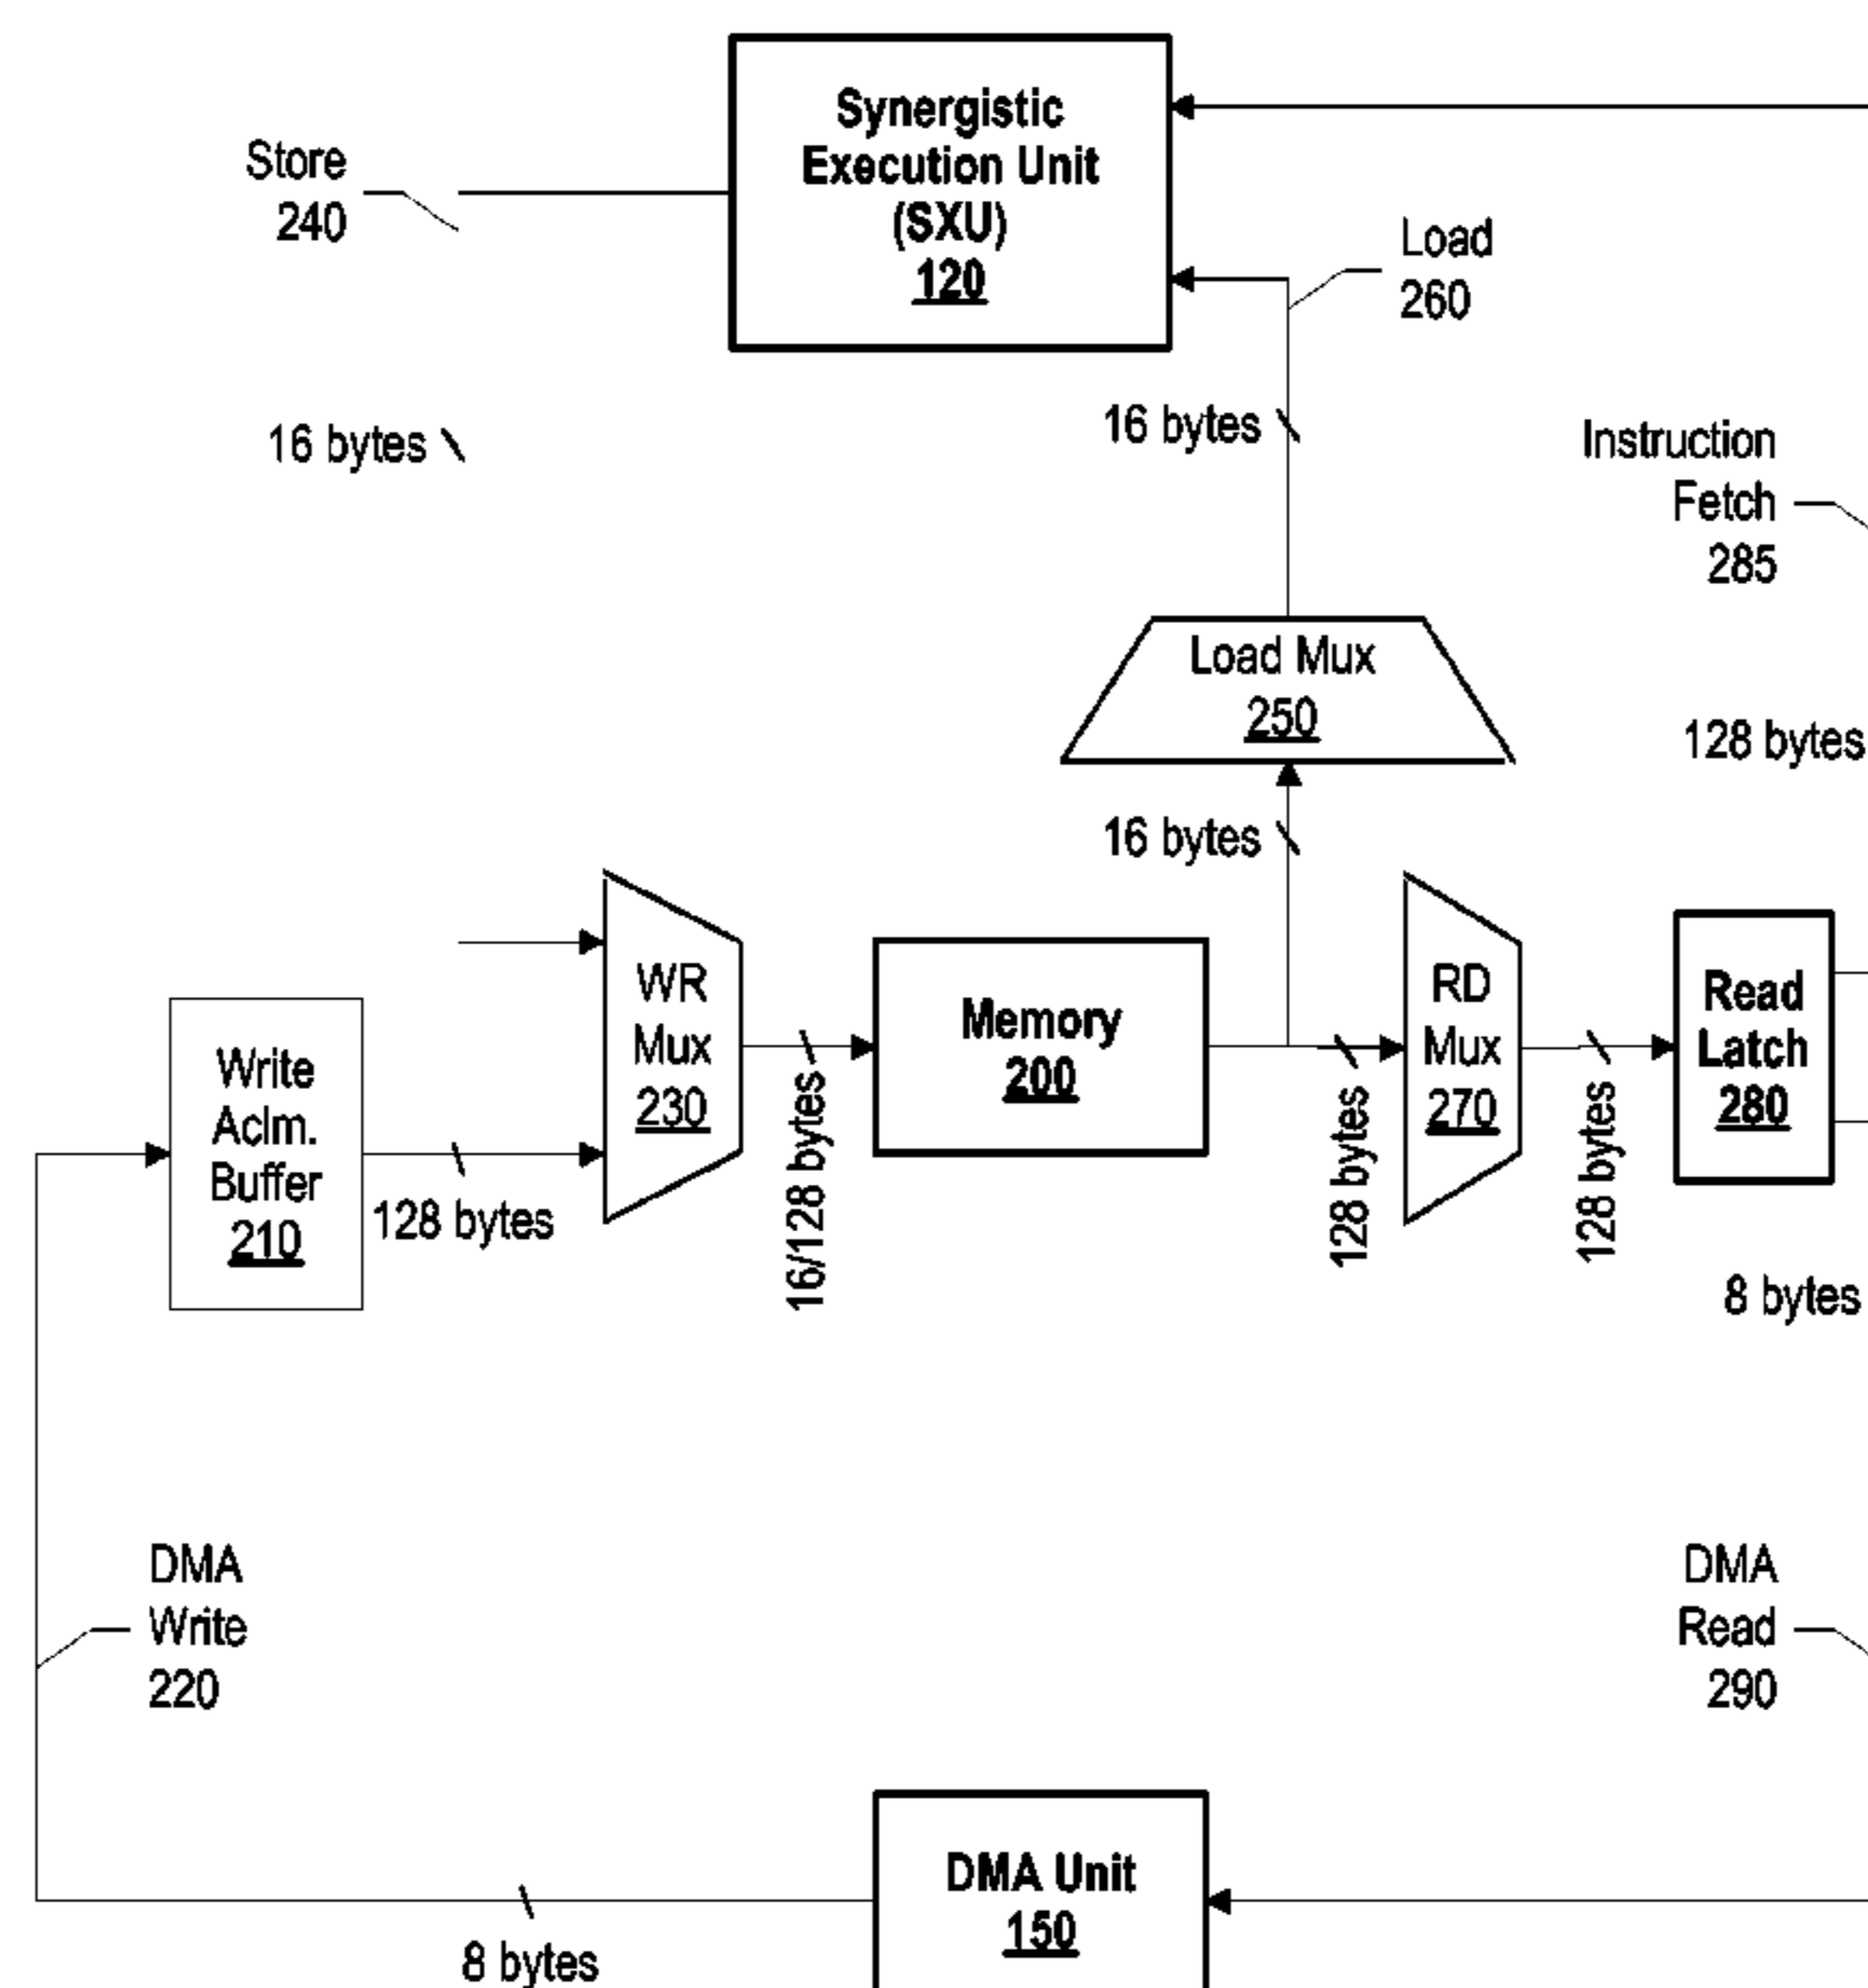 Synergistic
Execution Unit
(SXU)
120
Store
240
Load
260
16 bytes
16 bytes
Instruction
Fetch
285
Load Mux
250
128 bytes
16 bytes
WR
Mux
230
Memory
200
RD
Mux
270
Read
Latch
280
Write
Aclm.
Buffer
210
128 bytes
16/128 bytes
128 bytes
128 bytes
8 bytes
DMA
Write
220
DMA
Read
290
DMA Unit
150
8 bytes